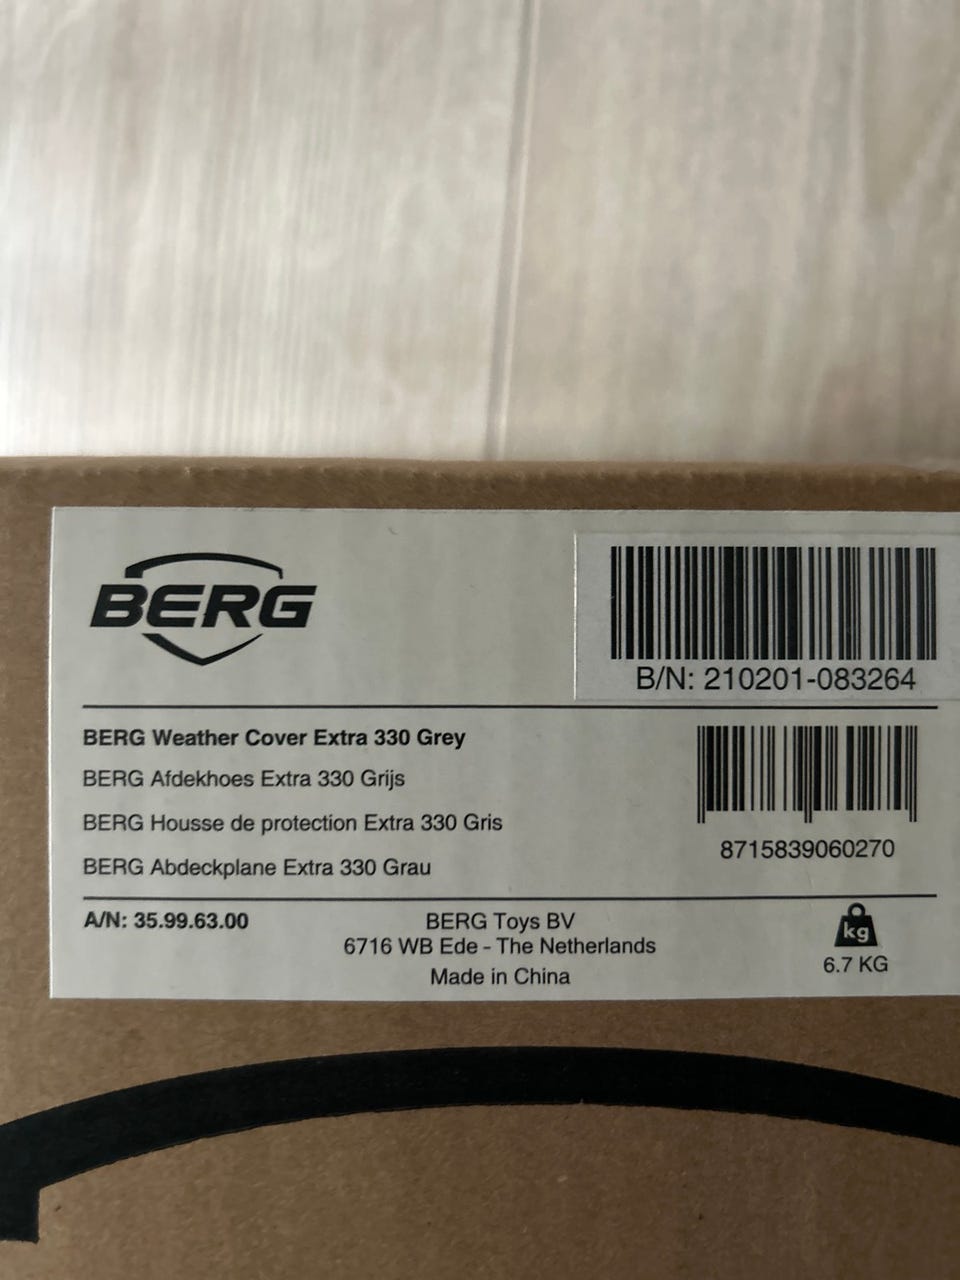 BERG
B/N: 210201-083264
BERG Weather Cover Extra 330 Grey
BERG Afdekhoes Extra 330 Grijs
BERG Housse de protection Extra 330 Gris
BERG Abdeckplane Extra 330 Grau
8715839060270
A/N: 35.99.63.00
BERG Toys BV
6716 WB Ede - The Netherlands
Made in China
kg
6.7 KG